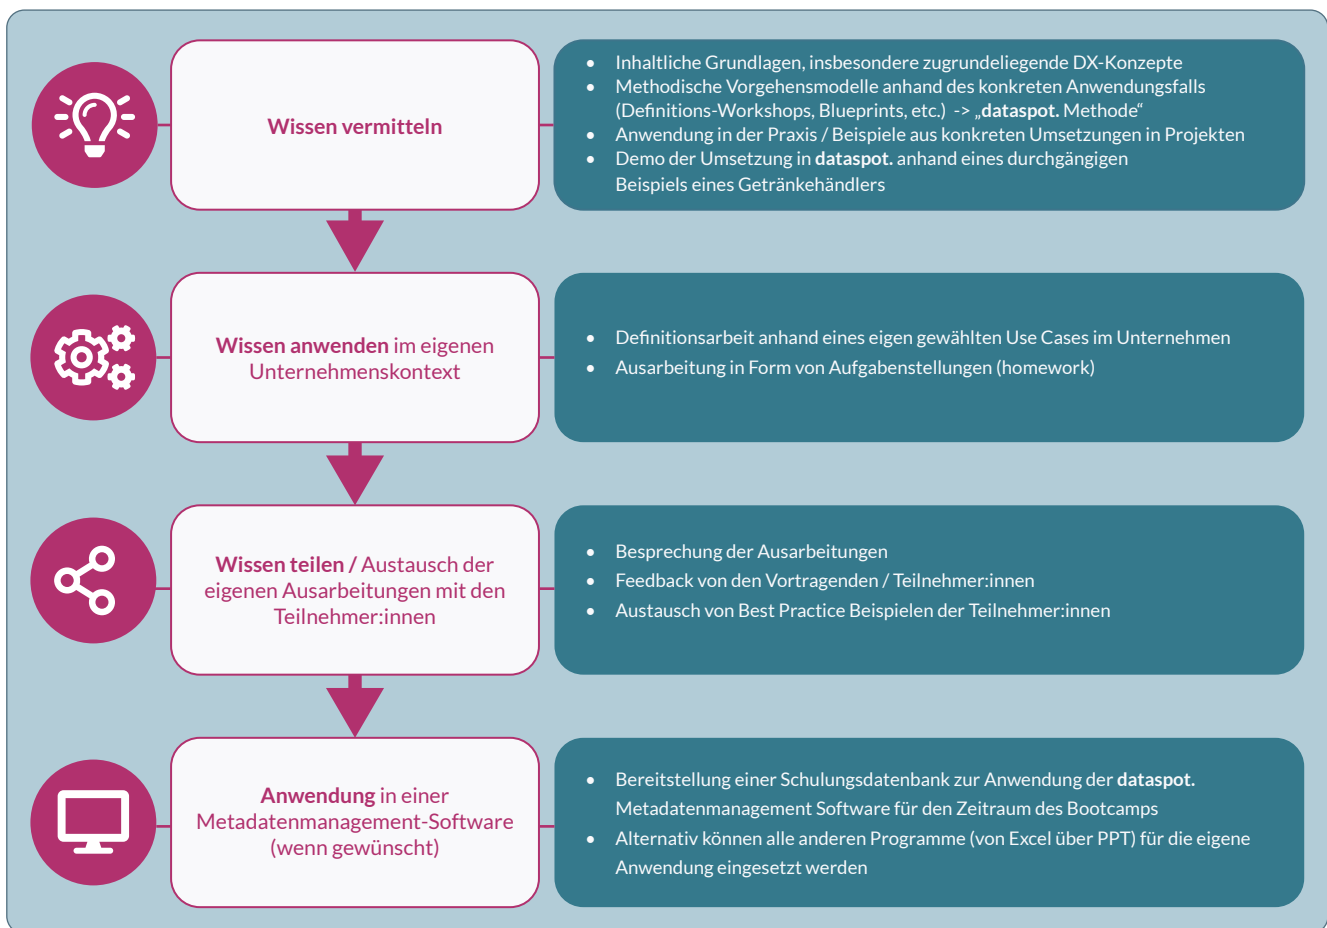 Wissen vermitteln
• Inhaltliche Grundlagen, insbesondere zugrundeliegende DX-Konzepte
• Methodische Vorgehensmodelle anhand des konkreten Anwendungsfalls
(Definitions-Workshops, Blueprints, etc.) -> „dataspot. Methode“
• Anwendung in der Praxis / Beispiele aus konkreten Umsetzungen in Projekten
• Demo der Umsetzung in dataspot. anhand eines durchgängigen
Beispiels eines Getränkehändlers
Wissen anwenden im eigenen
Unternehmenskontext
• Definitionsarbeit anhand eines eigen gewählten Use Cases im Unternehmen
• Ausarbeitung in Form von Aufgabenstellungen (homework)
Wissen teilen / Austausch der
eigenen Ausarbeitungen mit den
Teilnehmer:innen
• Besprechung der Ausarbeitungen
• Feedback von den Vortragenden / Teilnehmer:innen
• Austausch von Best Practice Beispielen der Teilnehmer:innen
Anwendung in einer
Metadatenmanagement-Software
(wenn gewünscht)
• Bereitstellung einer Schulungsdatenbank zur Anwendung der dataspot.
Metadatenmanagement Software für den Zeitraum des Bootcamps
• Alternativ können alle anderen Programme (von Excel über PPT) für die eigene
Anwendung eingesetzt werden